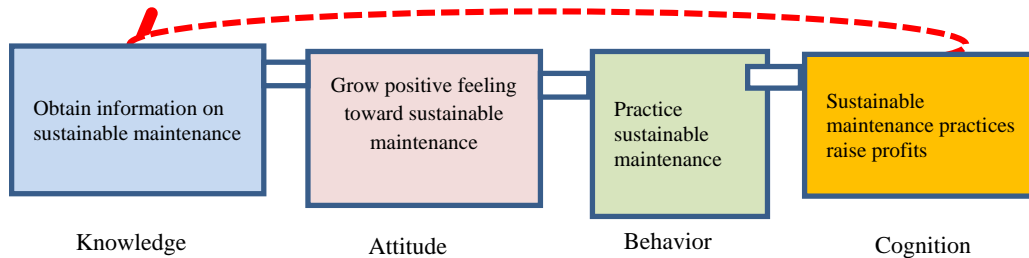 Obtain information on
sustainable maintenance
Grow positive feeling
toward sustainable
maintenance
Practice
sustainable
maintenance
Sustainable
maintenance practices
raise profits
Knowledge
Attitude
Behavior
Cognition